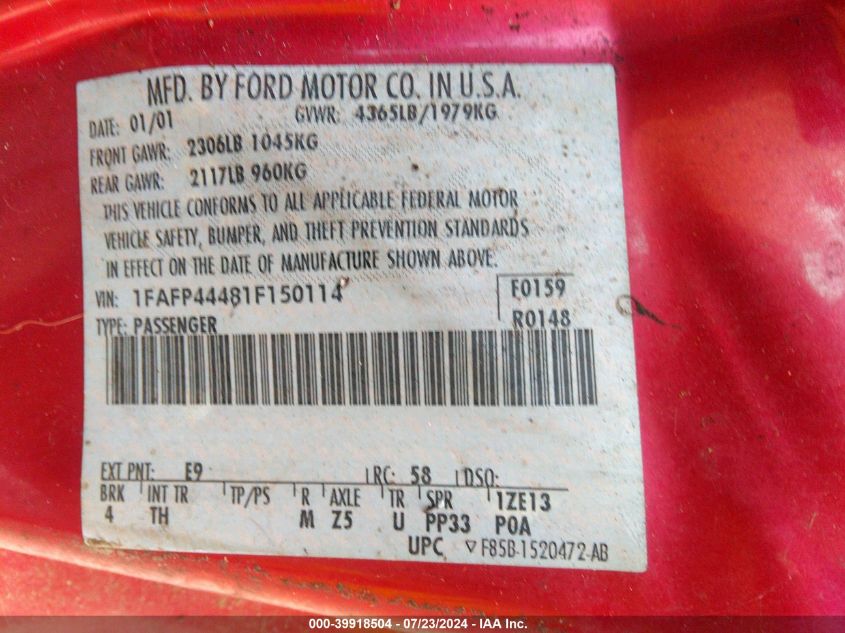 MFD. BY FORD MOTOR CO. IN U.S.A.
DATE: 01/01 GVWR: 4365LB/1979KG
FRONT GAWR: 2306LB 1045KG
REAR GAWR: 2117LB 960KG
THIS VEHICLE CONFORMS TO ALL APPLICABLE FEDERAL MOTOR
VEHICLE SAFETY, BUMPER, AND THEFT PREVENTION STANDARDS
IN EFFECT ON THE DATE OF MANUFACTURE SHOWN ABOVE.
VIN: 1FAFP44481F150114 F0159
TYPE: PASSENGER R0148
EXT PNT: E9 RC: 58 DSO:
BRK INT TR TP/PS R AXLE TR SPR 1ZE13
4 TH M Z5 U PP33 P0A
UPC ▽ F85B-1520472-AB
000-39918504 - 07/23/2024 - IAA Inc.